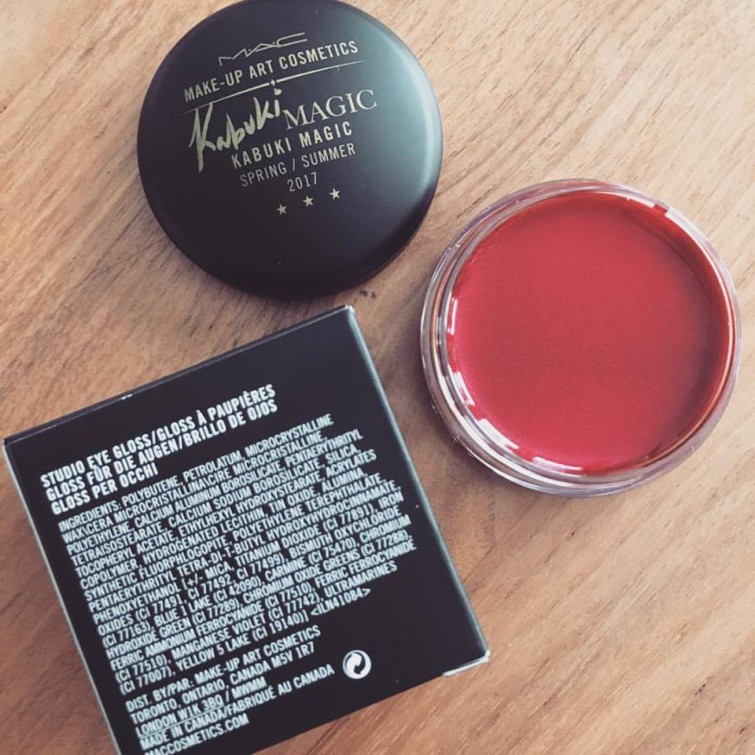 MAC
MAKE-UP ART COSMETICS
Kabuki MAGIC
KABUKI MAGIC
SPRING / SUMMER
2017
STUDIO EYE GLOSS/GLOSS À PAUPIÈRES
GLOSS FÜR DIE AUGEN/BRILLO DE OJOS
GLOSS PER OCCHI
INGREDIENTS: POLYBUTENE, PETROLATUM, MICROCRYSTALLINE
WAX\CERA MICROCRISTALLINA\CIRE MICROCRISTALLINE,
POLYETHYLENE, CALCIUM ALUMINUM BOROSILICATE, PENTAERYTHRITYL
TETRAISOSTEARATE, CALCIUM SODIUM BOROSILICATE, SILICA,
TOCOPHERYL ACETATE, ETHYLHEXYL HYDROXYSTEARATE, ACRYLATES
COPOLYMER, HYDROGENATED LECITHIN, TIN OXIDE, ALUMINA,
SYNTHETIC FLUORPHLOGOPITE, POLYETHYLENE TEREPHTHALATE,
PENTAERYTHRITYL TETRA-DI-T-BUTYL HYDROXYHYDROCINNAMATE,
PHENOXYETHANOL, [+/- MICA, TITANIUM DIOXIDE (CI 77891), IRON
OXIDES (CI 77491, CI 77492, CI 77499), BISMUTH OXYCHLORIDE
(CI 77163), BLUE 1 LAKE (CI 42090), CARMINE (CI 75470), CHROMIUM
HYDROXIDE GREEN (CI 77289), CHROMIUM OXIDE GREENS (CI 77288),
FERRIC AMMONIUM FERROCYANIDE (CI 77510), FERRIC FERROCYANIDE
(CI 77510), MANGANESE VIOLET (CI 77742), ULTRAMARINES
(CI 77007), YELLOW 5 LAKE (CI 19140)] <ILN41084>
DIST. BY/PAR. MAKE-UP ART COSMETICS
TORONTO, ONTARIO, CANADA M5V 1R7
LONDON W1K 3BQ / MWMM
MADE IN CANADA/FABRIQUÉ AU CANADA
MACCOSMETICS.COM